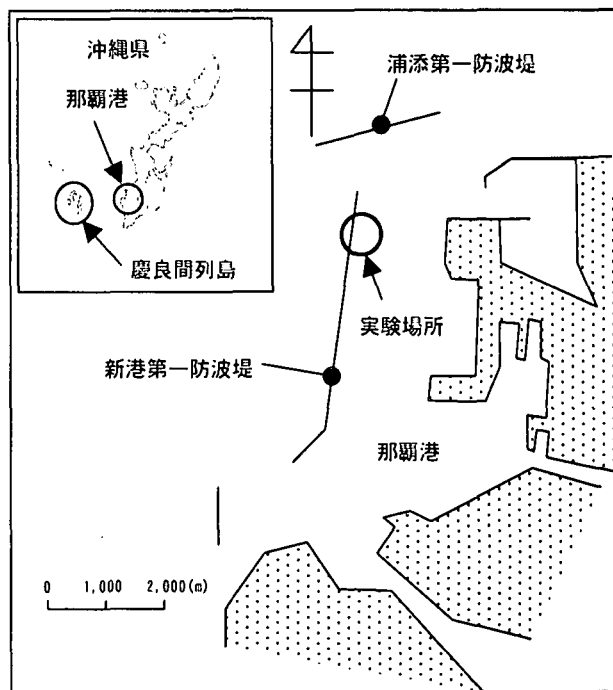 沖縄県
那覇港
慶良間列島
浦添第一防波堤
実験場所
新港第一防波堤
那覇港
0 1,000 2,000(m)